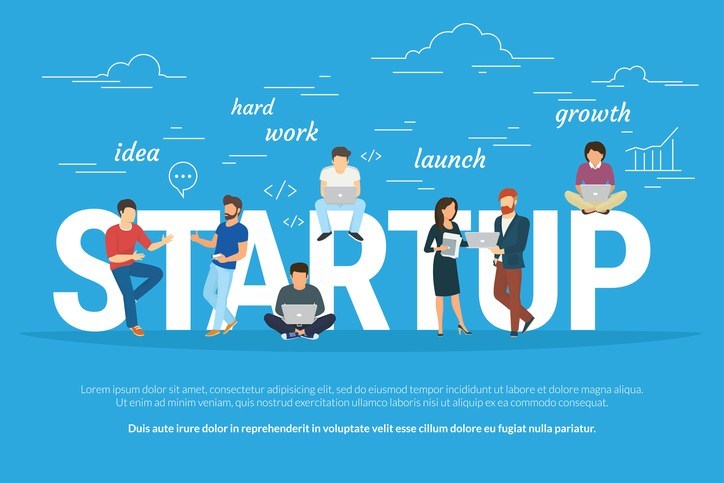 idea
hard
work
launch
growth
</>
</>
</>
STARTUP
Lorem ipsum dolor sit amet, consectetur adipisicing elit, sed do eiusmod tempor incididunt ut labore et dolore magna aliqua.
Ut enim ad minim veniam, quis nostrud exercitation ullamco laboris nisi ut aliquip ex ea commodo consequat.
Duis aute irure dolor in reprehenderit in voluptate velit esse cillum dolore eu fugiat nulla pariatur.